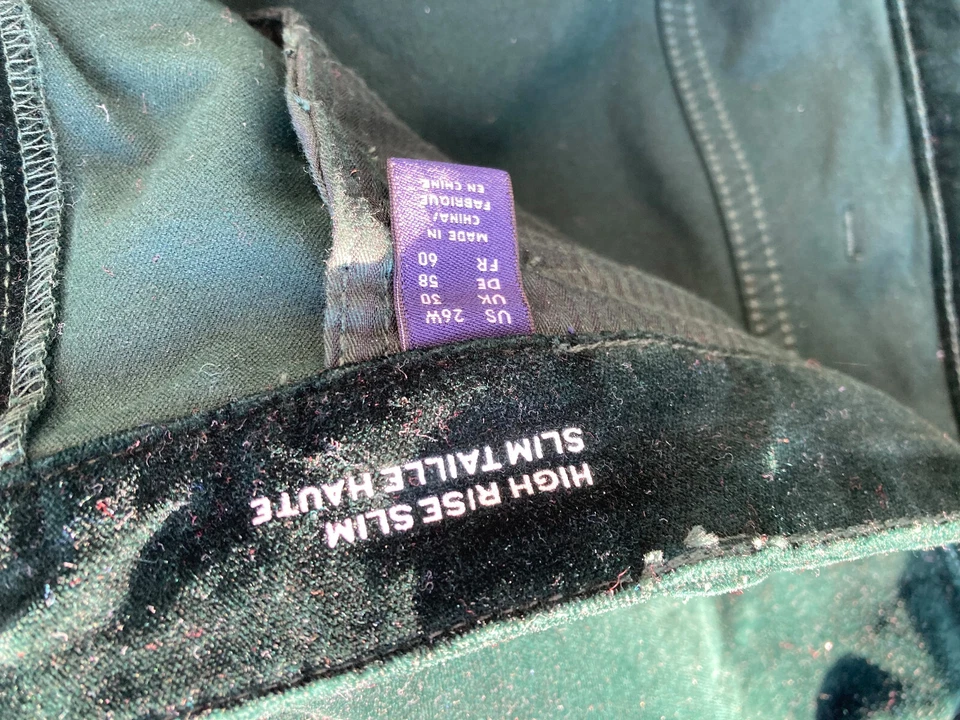 HIGH RISE SLIM
SLIM TAILLE HAUTE
US 26W
UK 30
DE 58
FR 60
MADE IN
CHINA/
FABRIQUE
EN CHINE